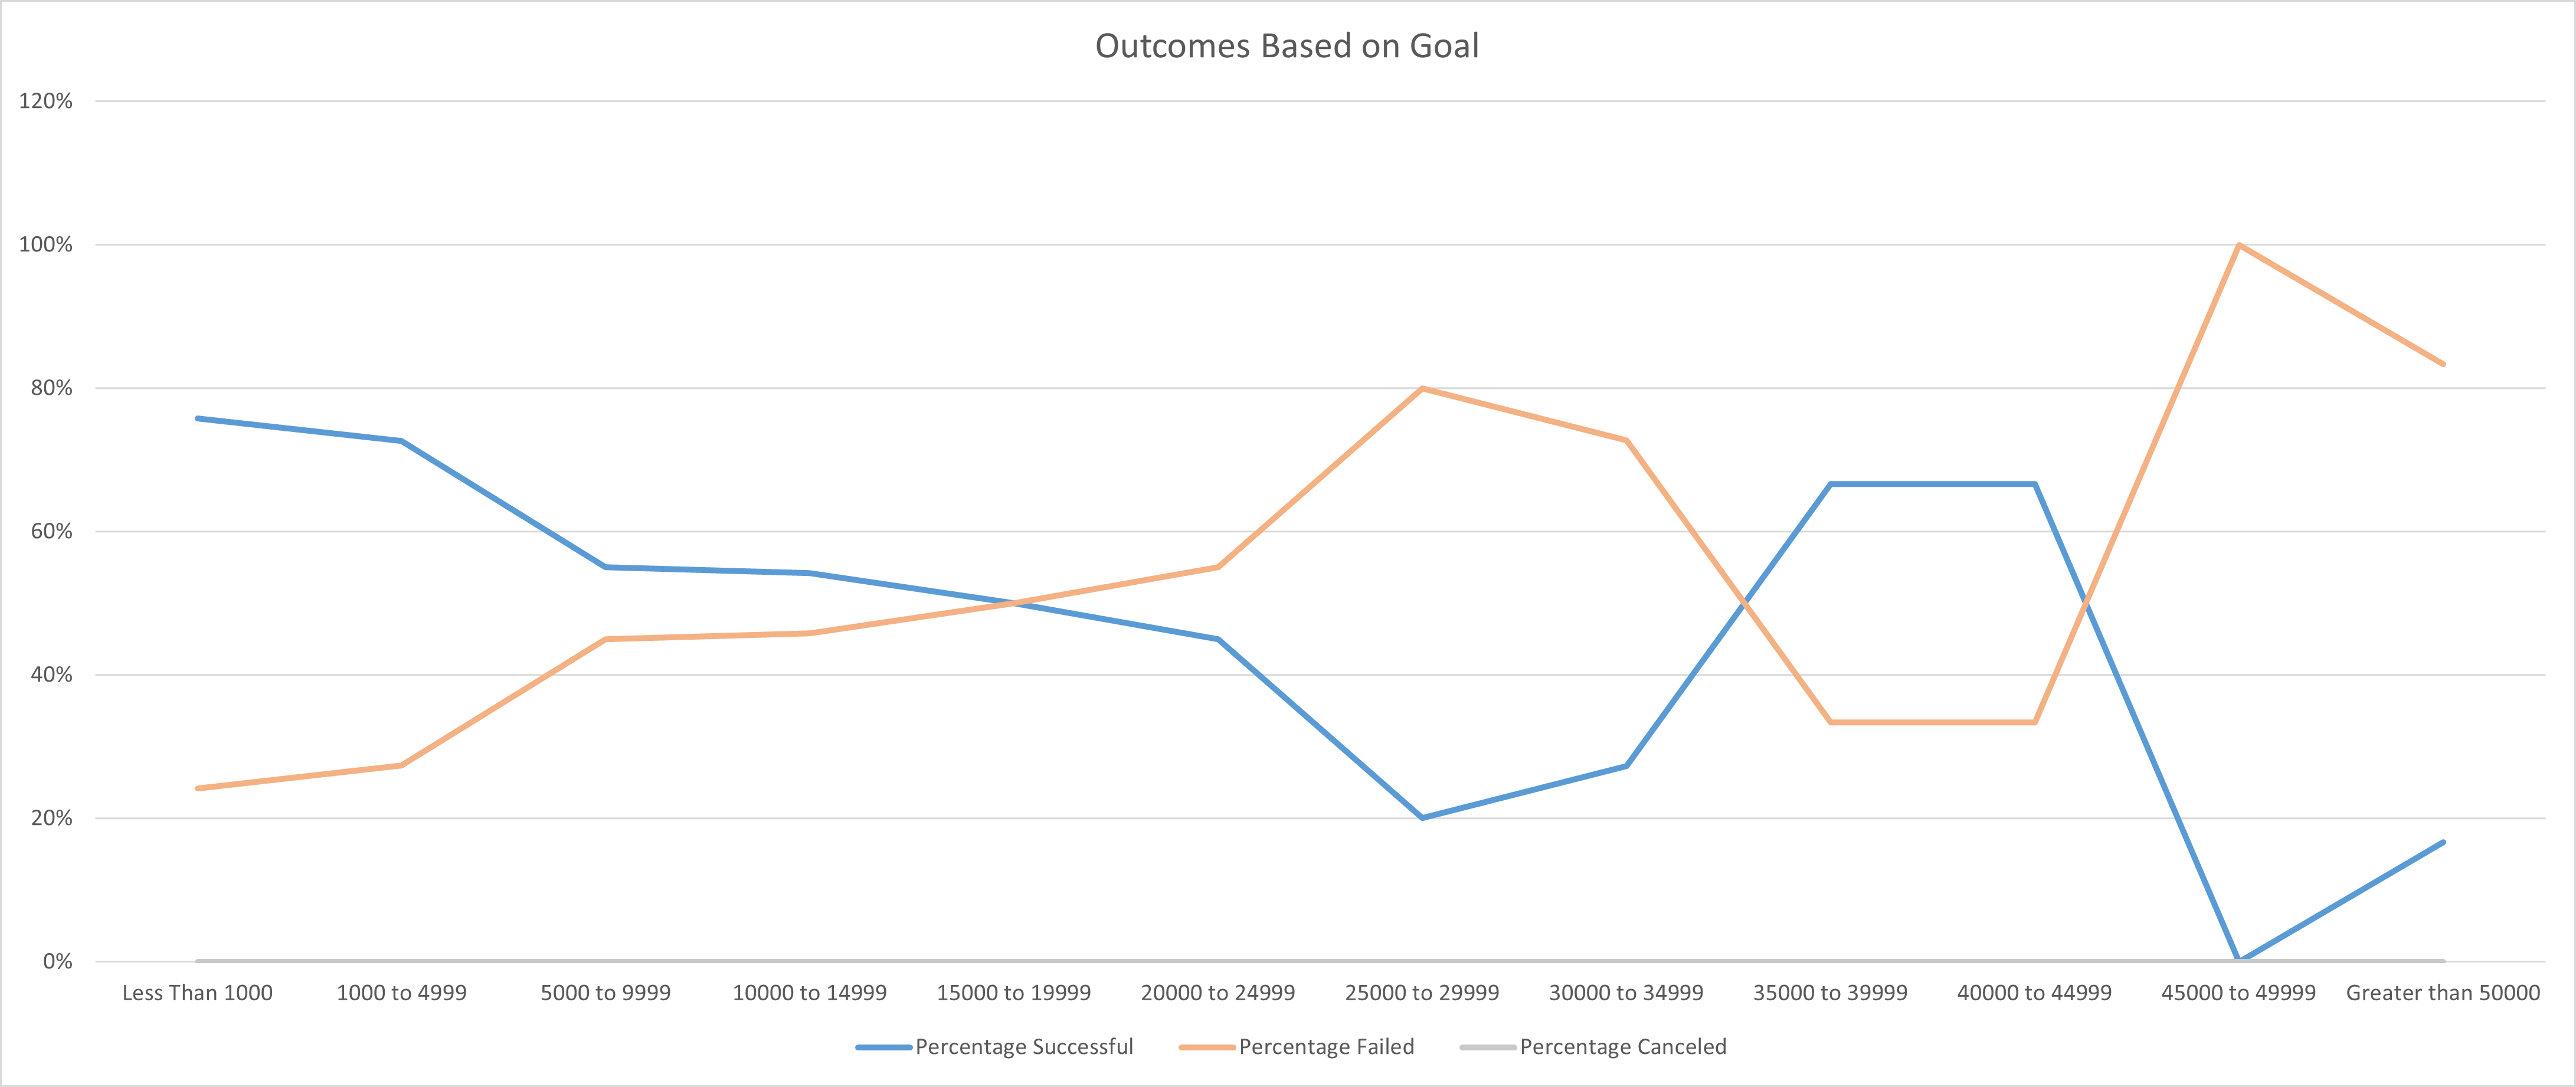 Outcomes Based on Goal
120%
100%
80%
60%
40%
20%
0%
Less Than 1000 1000 to 4999 5000 to 9999 10000 to 14999 15000 to 19999 20000 to 24999 25000 to 29999 30000 to 34999 35000 to 39999 40000 to 44999 45000 to 49999 Greater than 50000
Percentage Successful Percentage Failed Percentage Canceled